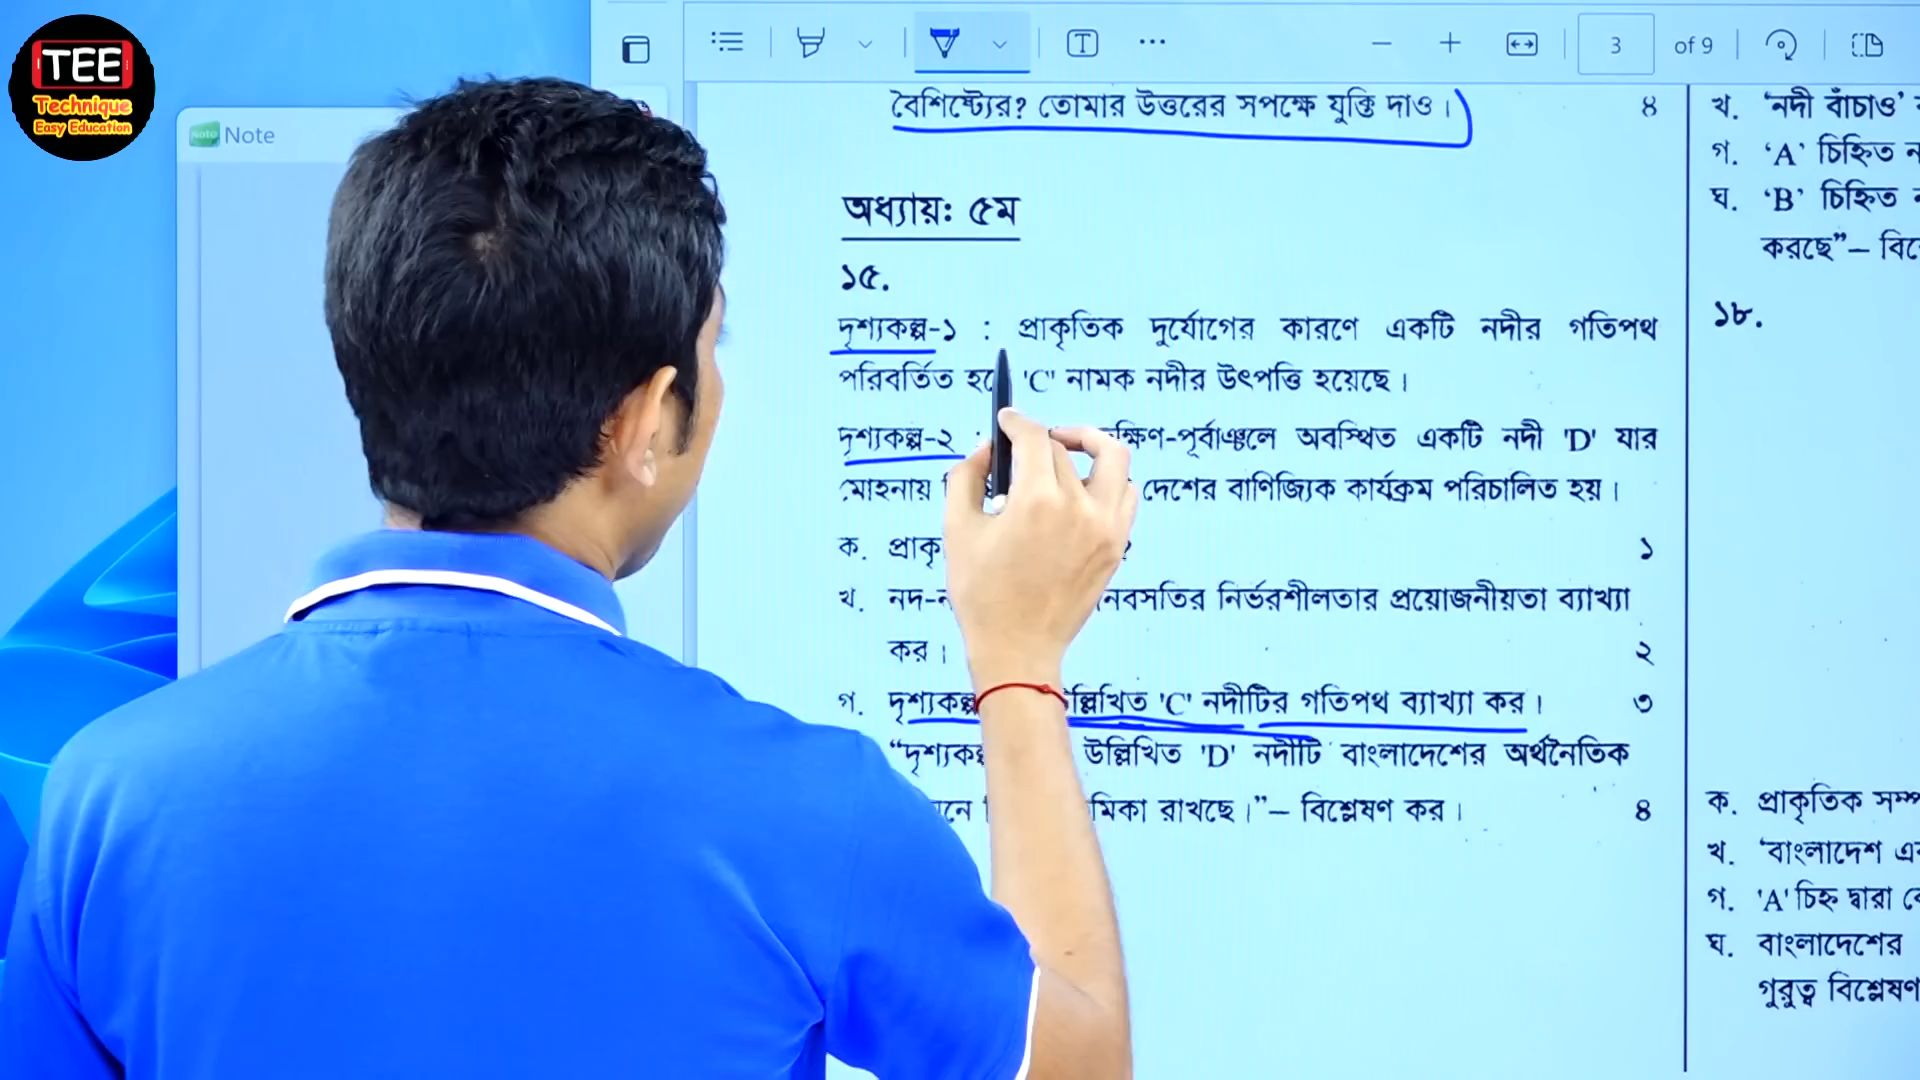 TEE
Technique
Easy Education
Note
3 of 9
বৈশিষ্ট্যের? তোমার উত্তরের সপক্ষে যুক্তি দাও। ৪
অধ্যায়: ৫ম
১৫.
দৃশ্যকল্প-১ : প্রাকৃতিক দুর্যোগের কারণে একটি নদীর গতিপথ
পরিবর্তিত 'C' নামক নদীর উৎপত্তি হয়েছে।
দৃশ্যকল্প-২ : দক্ষিণ-পূর্বাঞ্চলে অবস্থিত একটি নদী 'D' যার
মোহনায় দেশের বাণিজ্যিক কার্যক্রম পরিচালিত হয়।
ক. ১
খ. নির্ভরশীলতার প্রয়োজনীয়তা ব্যাখ্যা
কর। ২
গ. দৃশ্যকল্প উল্লিখিত 'C' নদীটির গতিপথ ব্যাখ্যা কর। ৩
উল্লিখিত 'D' নদীটি বাংলাদেশের অর্থনৈতিক
রাখছে।”– বিশ্লেষণ কর। ৪
খ. ‘নদী বাঁচাও’
গ. ‘A’ চিহ্নিত
ঘ. ‘B’ চিহ্নিত
করছে”–
১৮.
ক. প্রাকৃতিক
খ. ‘বাংলাদেশ
গ. 'A' চিহ্ন দ্বারা
ঘ. বাংলাদেশের
গুরুত্ব বিশ্লেষণ